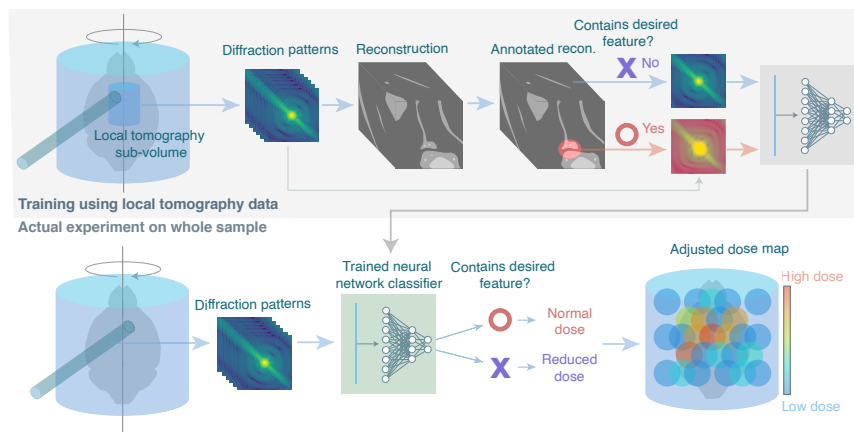 Contains desired
feature?
Diffraction patterns
Reconstruction
Annotated recon.
X
No
Yes
Local tomography
sub-volume
Training using local tomography data
Actual experiment on whole sample
Trained neural
network classifier
Contains desired
feature?
Adjusted dose map
High dose
Diffraction patterns
Normal
dose
X
Reduced
dose
Low dose